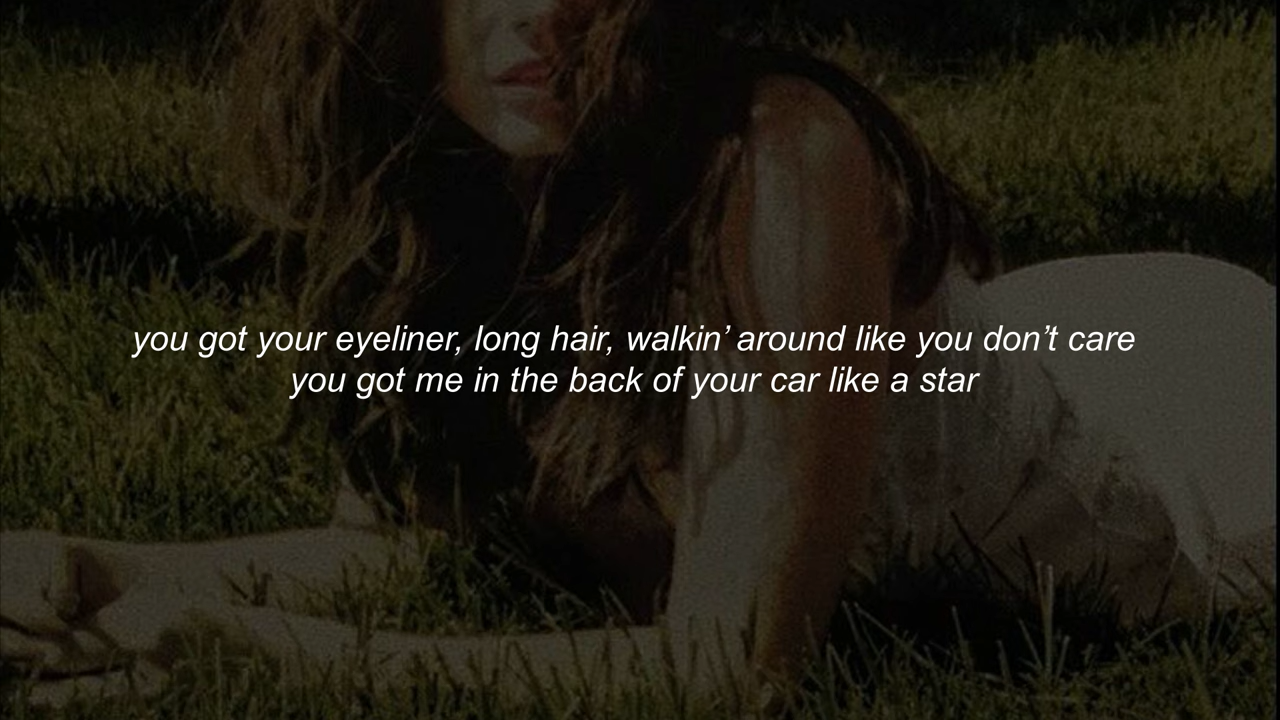 you got your eyeliner, long hair, walkin’ around like you don’t care
you got me in the back of your car like a star